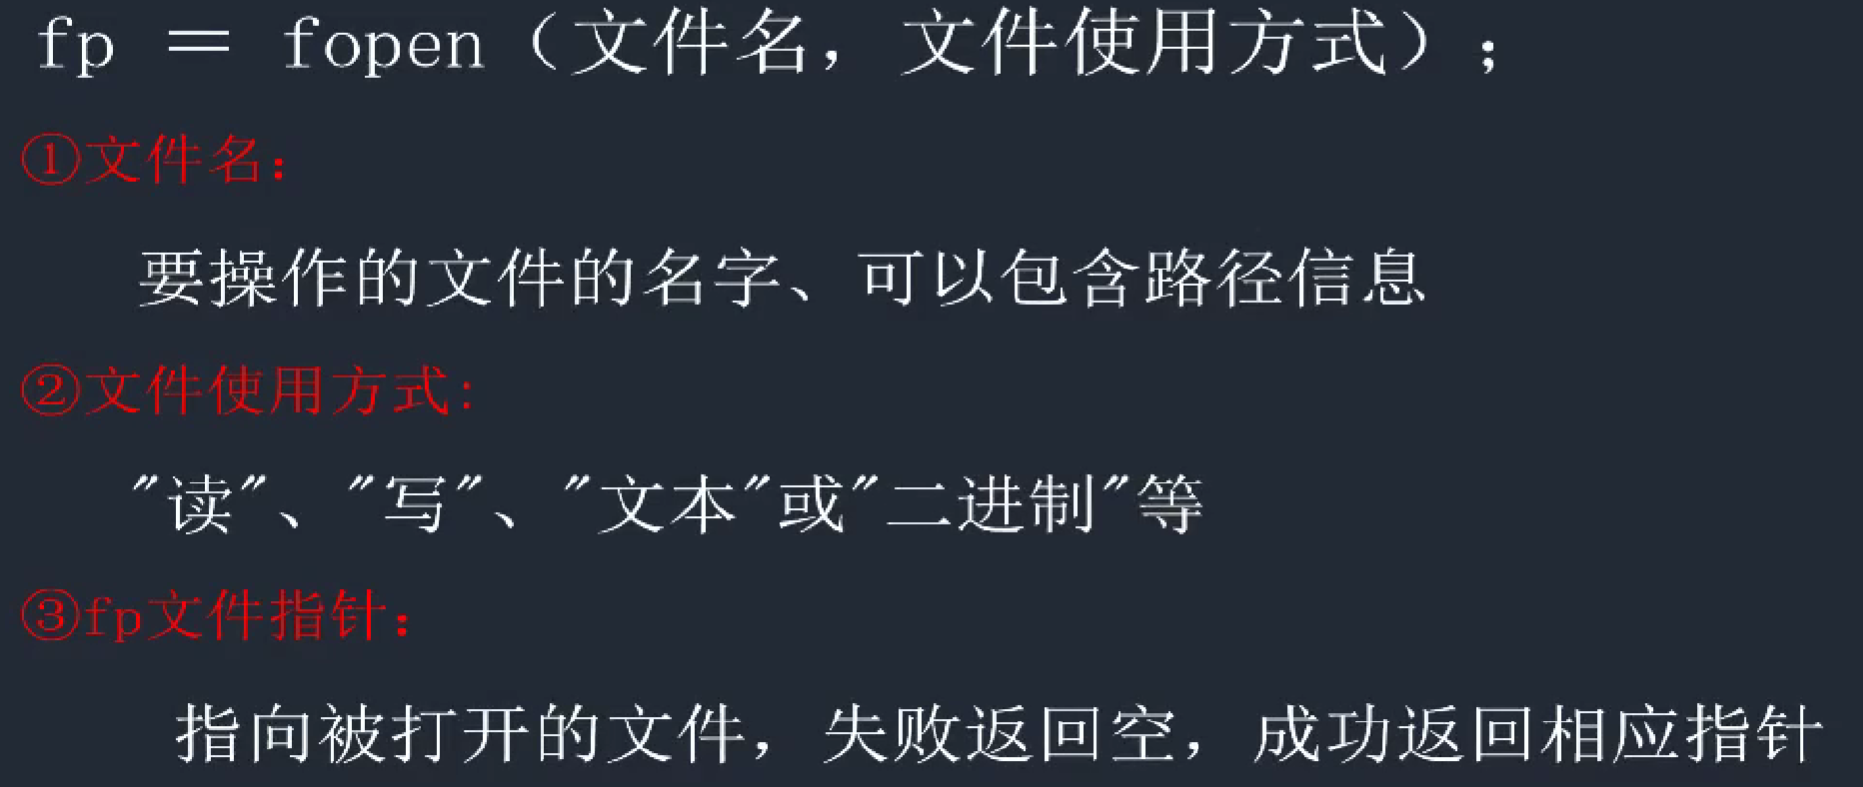 fp = fopen（文件名，文件使用方式）；
①文件名：
要操作的文件的名字、可以包含路径信息
②文件使用方式：
"读"、"写"、"文本"或"二进制"等
③fp文件指针：
指向被打开的文件，失败返回空，成功返回相应指针